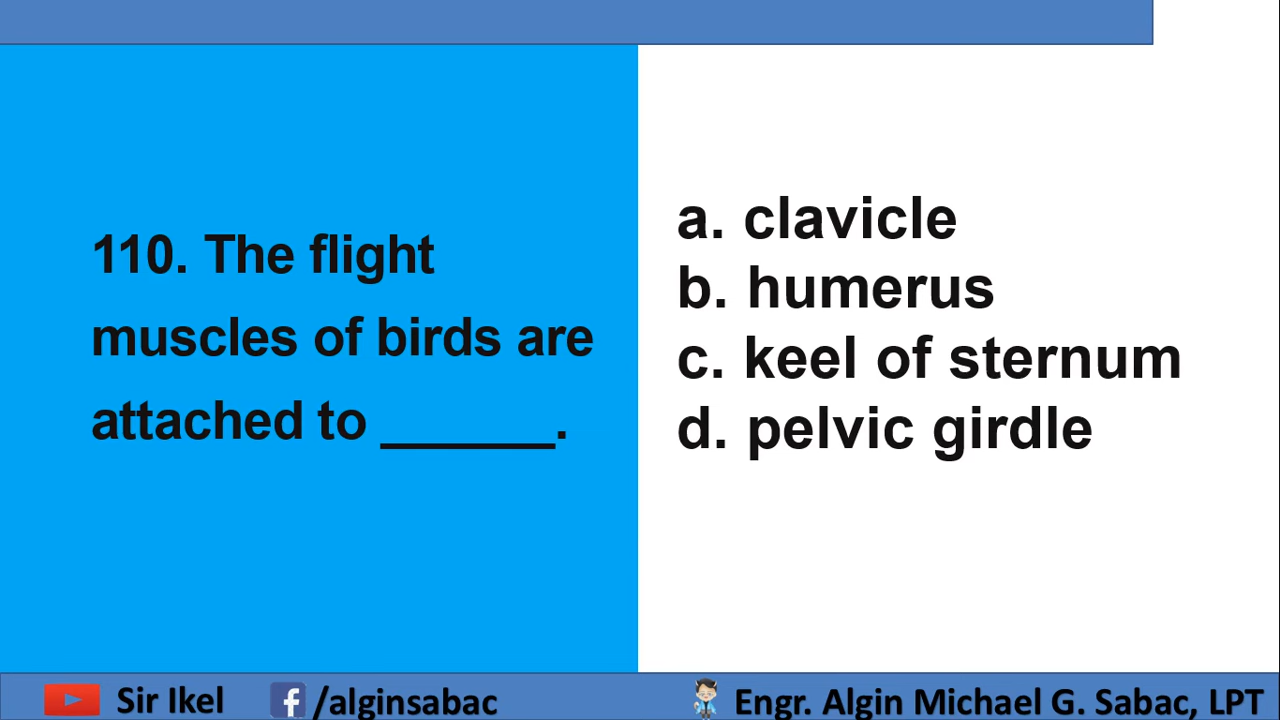 110. The flight
muscles of birds are
attached to ______.
a. clavicle
b. humerus
c. keel of sternum
d. pelvic girdle
Sir Ikel
/alginsabac
Engr. Algin Michael G. Sabac, LPT